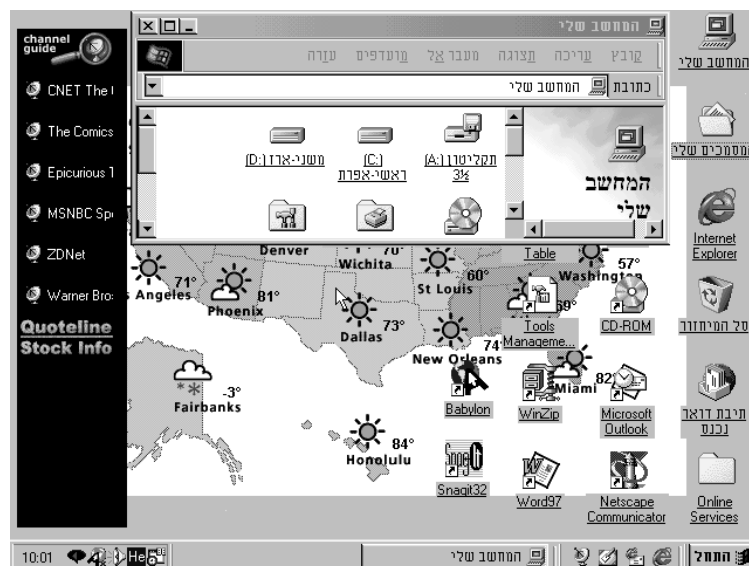 המחשב שלי
קובץ עריכה תצוגה מעבר אל מועדפים עזרה
כתובת המחשב שלי
המחשב
שלי
תקליטון (A:)
3½
(C:)
ראשי-אפרת
משני-ארז (D:)
channel
guide
CNET The
The Comics
Epicurious
MSNBC Sp
ZDNet
Warner Bro
Quoteline
Stock Info
Denver
Wichita
70°
60°
St Louis
Washington
57°
Angeles
71°
81°
Phoenix
Dallas
73°
69°
74
New Orleans
Miami
82
-3°
Fairbanks
84°
Honolulu
Table
Tools
Manageme...
CD-ROM
Babylon
WinZip
Microsoft
Outlook
Snagit32
Word97
Netscape
Communicator
המחשב שלי
המסמכים שלי
Internet
Explorer
סל המיחזור
תיבת דואר
נכנס
Online
Services
התחל
המחשב שלי
He
10:01